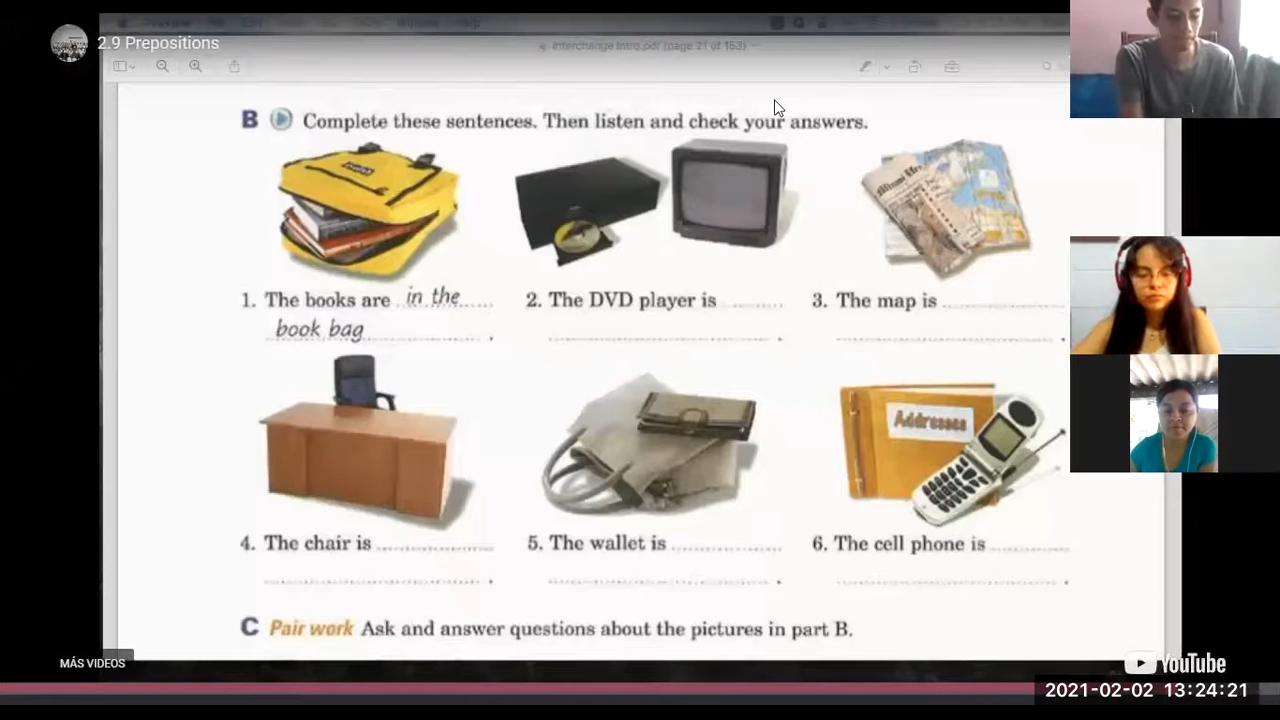 2.9 Prepositions
Interchange Intro.pdf (page 21 of 153)
B Complete these sentences. Then listen and check your answers.
1. The books are in the
book bag.
2. The DVD player is
3. The map is
4. The chair is
5. The wallet is
Addresses
6. The cell phone is
C Pair work Ask and answer questions about the pictures in part B.
MÁS VIDEOS
YouTube
2021-02-02 13:24:21